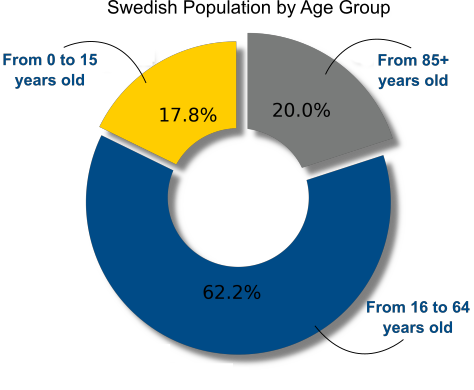 Swedish Population by Age Group
From 0 to 15
years old
From 85+
years old
17.8%
20.0%
62.2%
From 16 to 64
years old